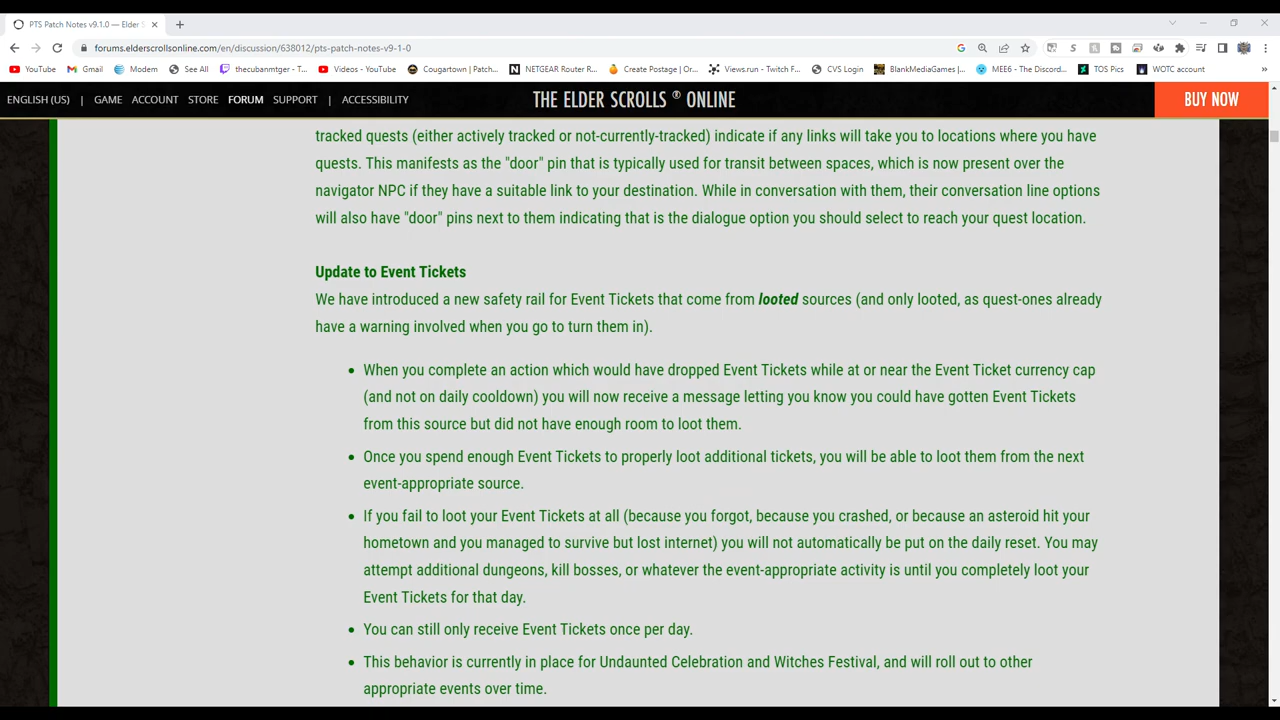 PTS Patch Notes v9.1.0 — Elder S
forums.elderscrollsonline.com/en/discussion/638012/pts-patch-notes-v9-1-0
YouTube Gmail Modem See All thecubanmtger - T... Videos - YouTube Cougartown | Patch... NETGEAR Router R... Create Postage | Or... Views.run - Twitch F... CVS Login BlankMediaGames |... MEE6 - The Discord... TOS Pics WOTC account »
ENGLISH (US) | GAME ACCOUNT STORE FORUM SUPPORT | ACCESSIBILITY THE ELDER SCROLLS ® ONLINE BUY NOW
tracked quests (either actively tracked or not-currently-tracked) indicate if any links will take you to locations where you have
quests. This manifests as the "door" pin that is typically used for transit between spaces, which is now present over the
navigator NPC if they have a suitable link to your destination. While in conversation with them, their conversation line options
will also have "door" pins next to them indicating that is the dialogue option you should select to reach your quest location.
Update to Event Tickets
We have introduced a new safety rail for Event Tickets that come from looted sources (and only looted, as quest-ones already
have a warning involved when you go to turn them in).
• When you complete an action which would have dropped Event Tickets while at or near the Event Ticket currency cap
(and not on daily cooldown) you will now receive a message letting you know you could have gotten Event Tickets
from this source but did not have enough room to loot them.
• Once you spend enough Event Tickets to properly loot additional tickets, you will be able to loot them from the next
event-appropriate source.
• If you fail to loot your Event Tickets at all (because you forgot, because you crashed, or because an asteroid hit your
hometown and you managed to survive but lost internet) you will not automatically be put on the daily reset. You may
attempt additional dungeons, kill bosses, or whatever the event-appropriate activity is until you completely loot your
Event Tickets for that day.
• You can still only receive Event Tickets once per day.
• This behavior is currently in place for Undaunted Celebration and Witches Festival, and will roll out to other
appropriate events over time.